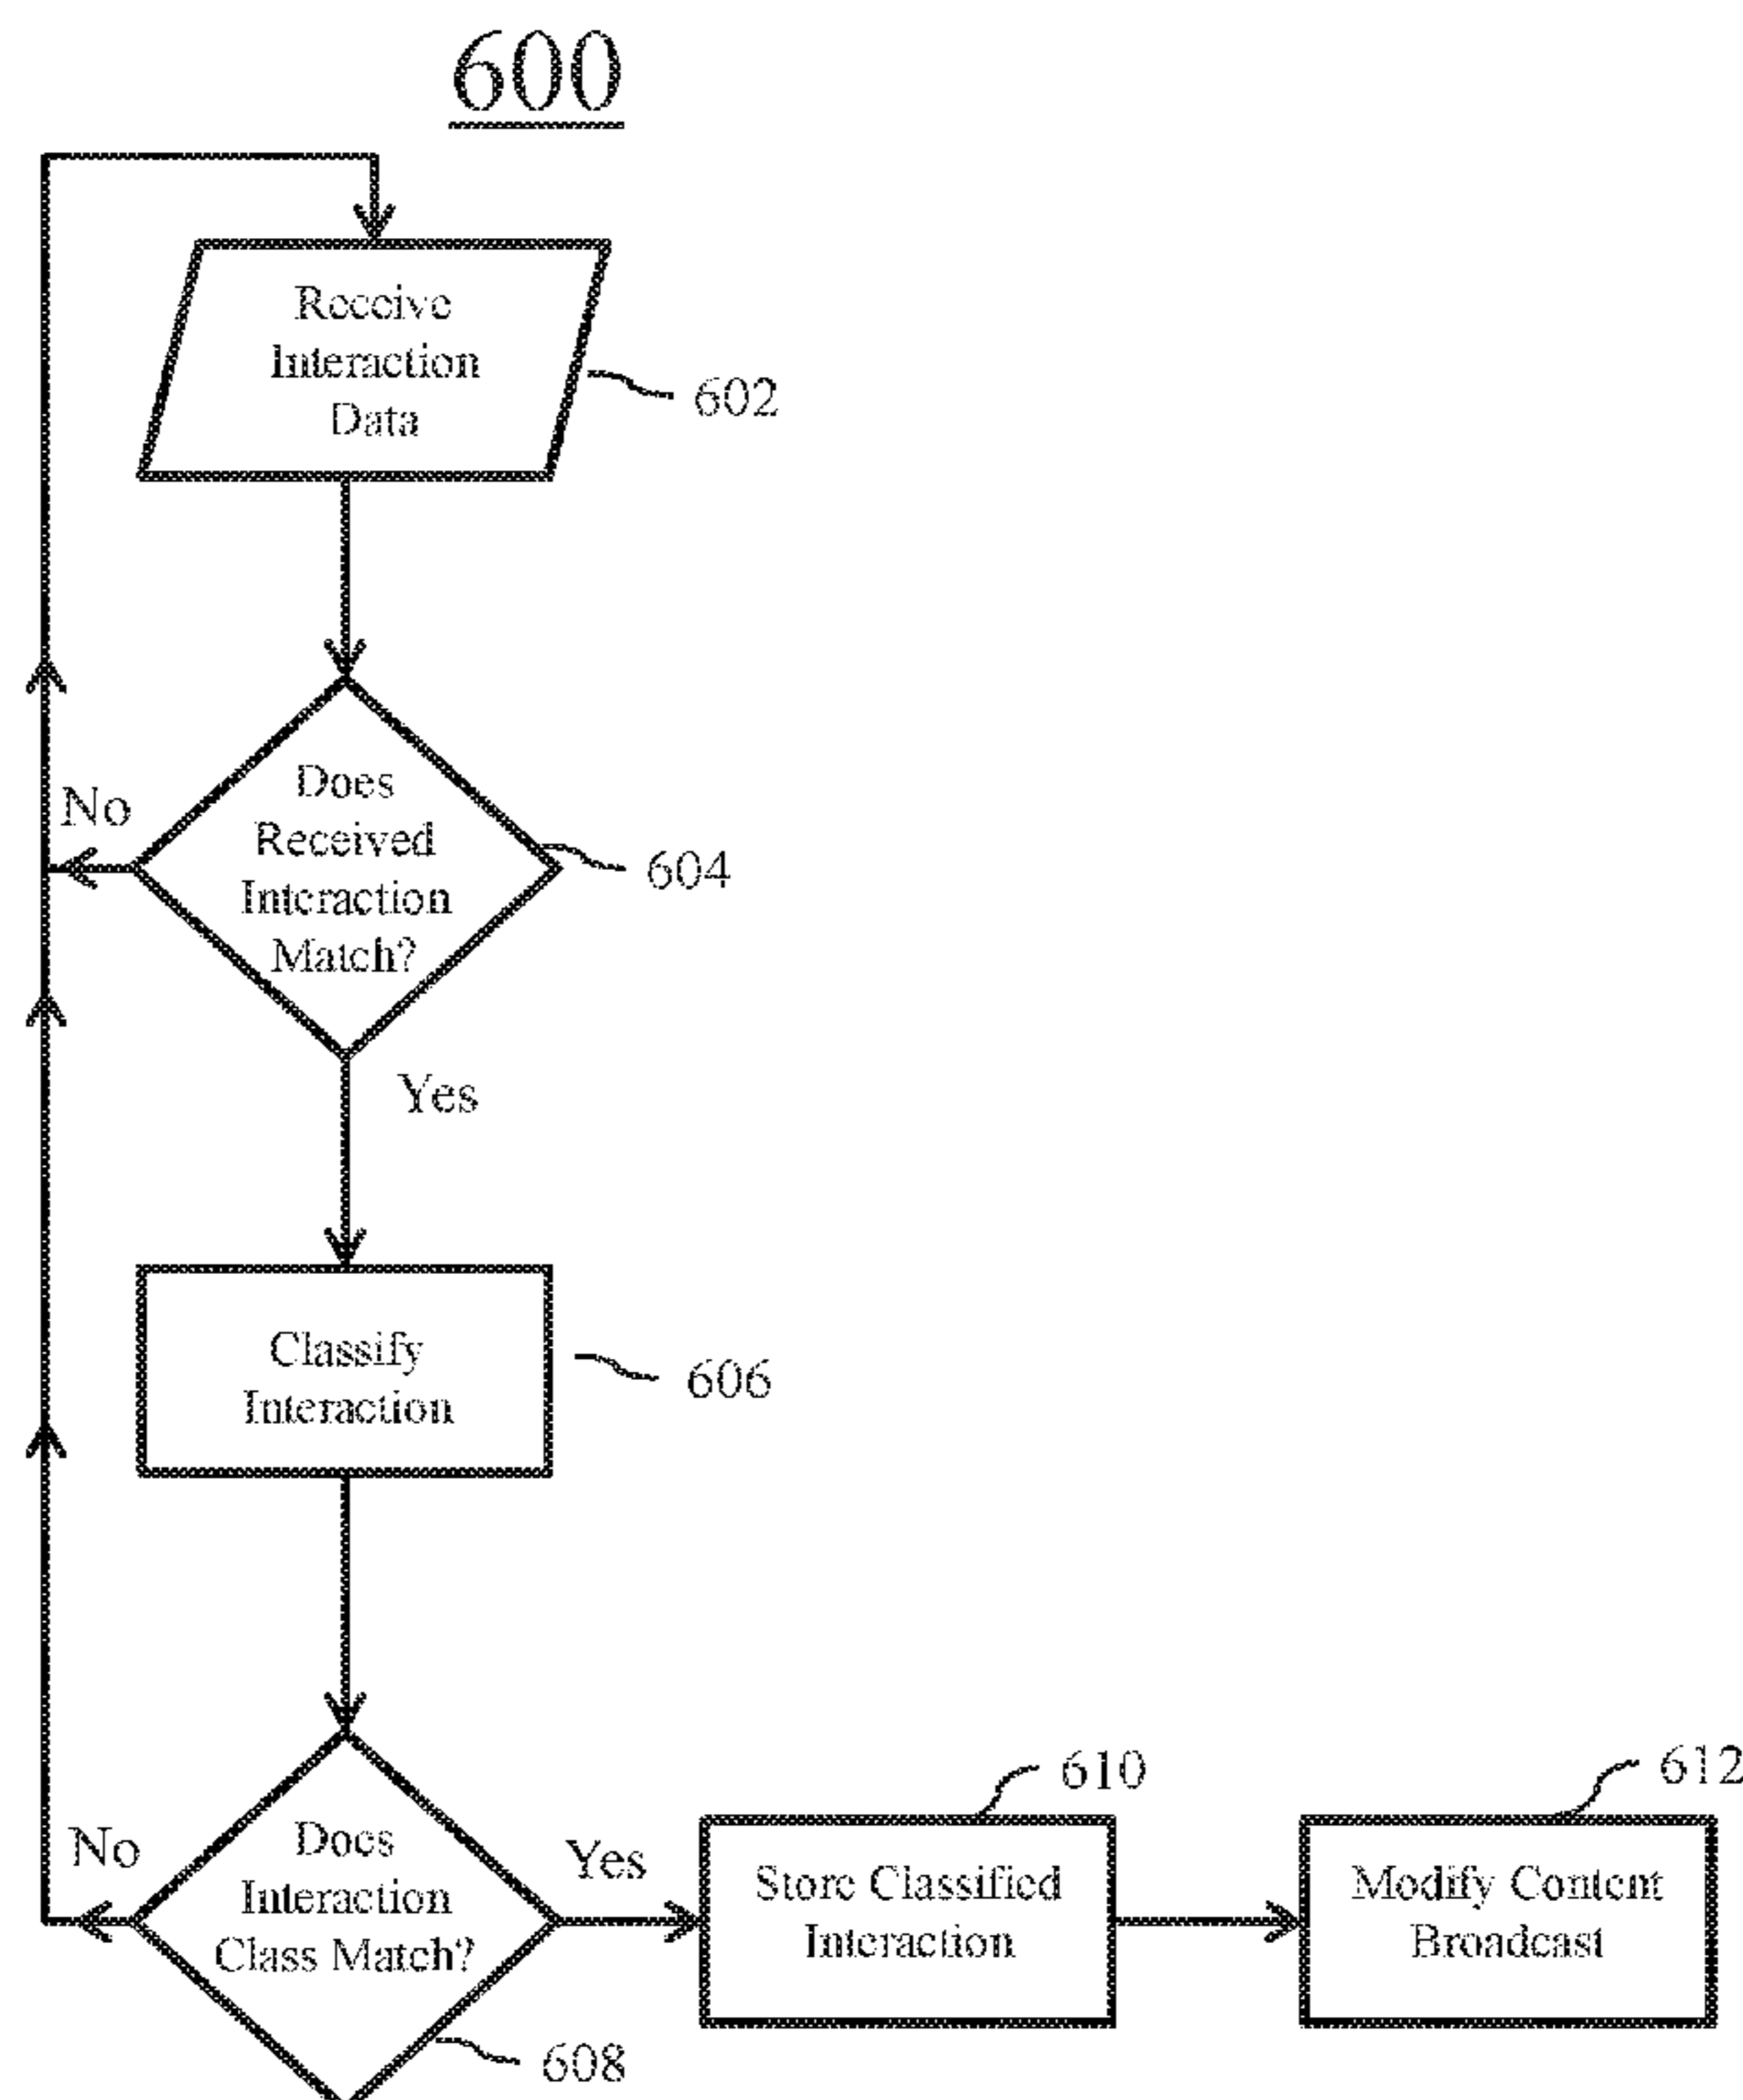 600
Receive
Interaction
Data
602
Does
Received
Interaction
Match?
604
No
Yes
Classify
Interaction
606
Does
Interaction
Class Match?
608
No
Yes
Store Classified
Interaction
610
Modify Content
Broadcast
612